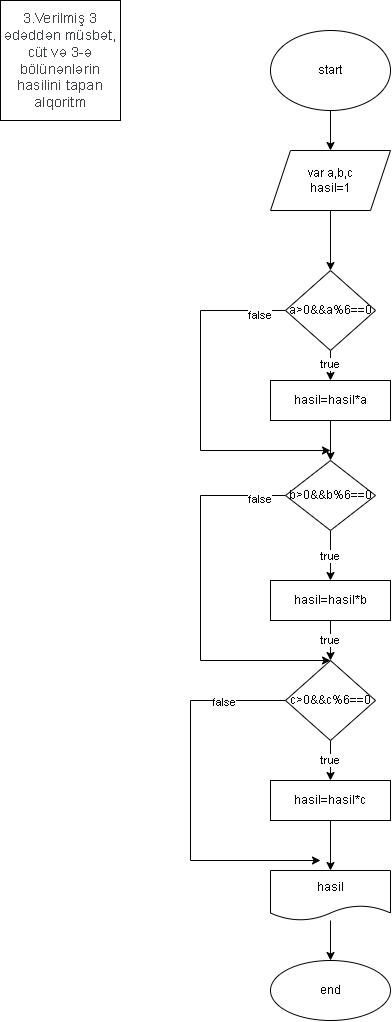 3.Verilmiş 3
ədəddən müsbət,
cüt və 3-ə
bölünənlərin
hasilini tapan
alqoritm
start
var a,b,c
hasil=1
a>0&&a%6==0
false
true
hasil=hasil*a
b>0&&b%6==0
false
true
hasil=hasil*b
true
c>0&&c%6==0
false
true
hasil=hasil*c
hasil
end